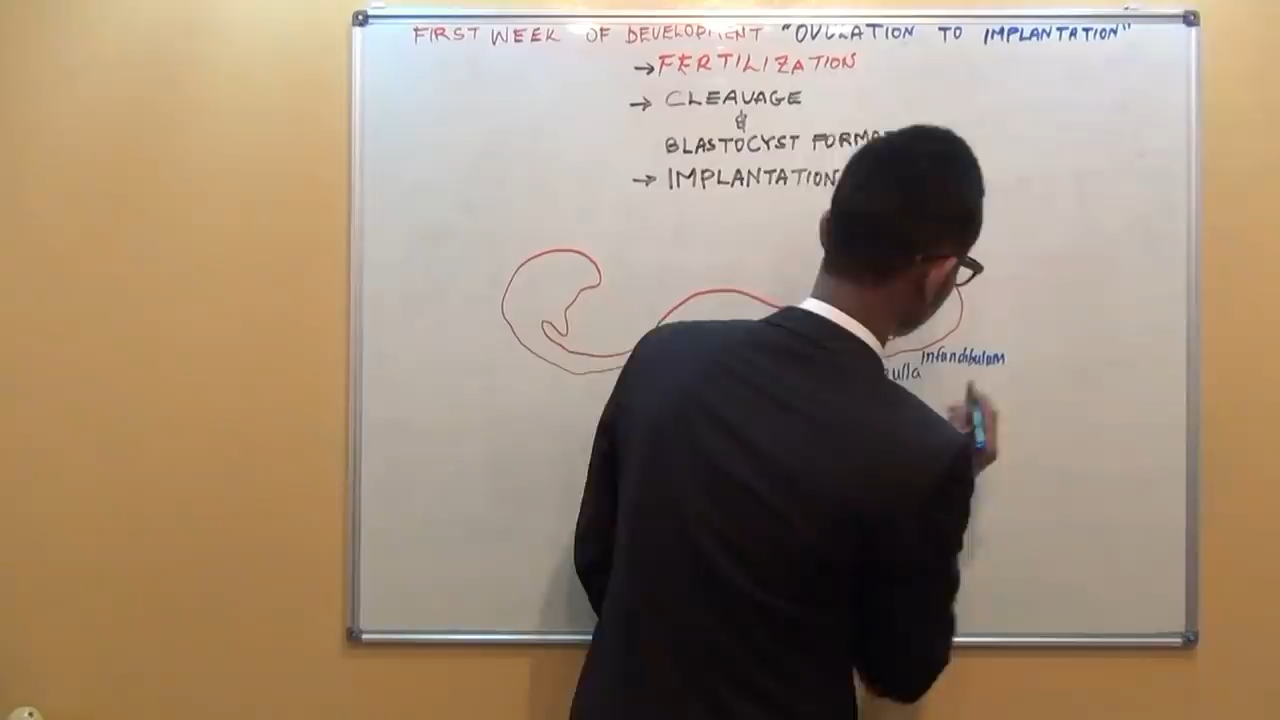 FIRST WEEK OF DEVELOPMENT "OVULATION TO IMPLANTATION"
→ FERTILIZATION
→ CLEAVAGE
&
BLASTOCYST
→ IMPLANTATION
infundibulum